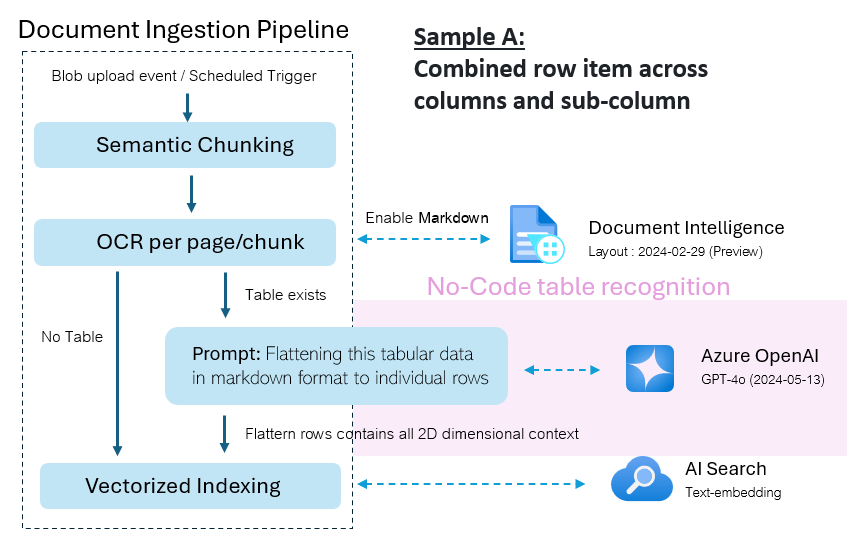 Document Ingestion Pipeline
Sample A:
Combined row item across
columns and sub-column
Blob upload event / Scheduled Trigger
Semantic Chunking
OCR per page/chunk
Enable Markdown
Document Intelligence
Layout : 2024-02-29 (Preview)
No-Code table recognition
Table exists
No Table
Prompt: Flattening this tabular data
in markdown format to individual rows
Azure OpenAI
GPT-4o (2024-05-13)
Flattern rows contains all 2D dimensional context
Vectorized Indexing
AI Search
Text-embedding